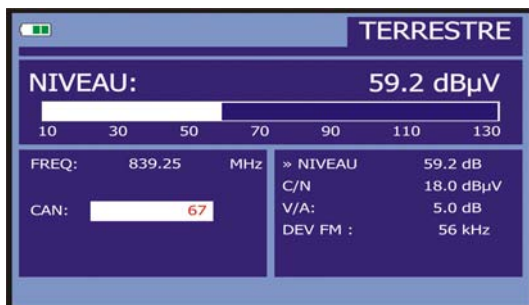 TERRESTRE
NIVEAU: 59.2 dBµV
10 30 50 70 90 110 130
FREQ: 839.25 MHz
CAN: 67
» NIVEAU 59.2 dB
C/N 18.0 dBµV
V/A: 5.0 dB
DEV FM : 56 kHz